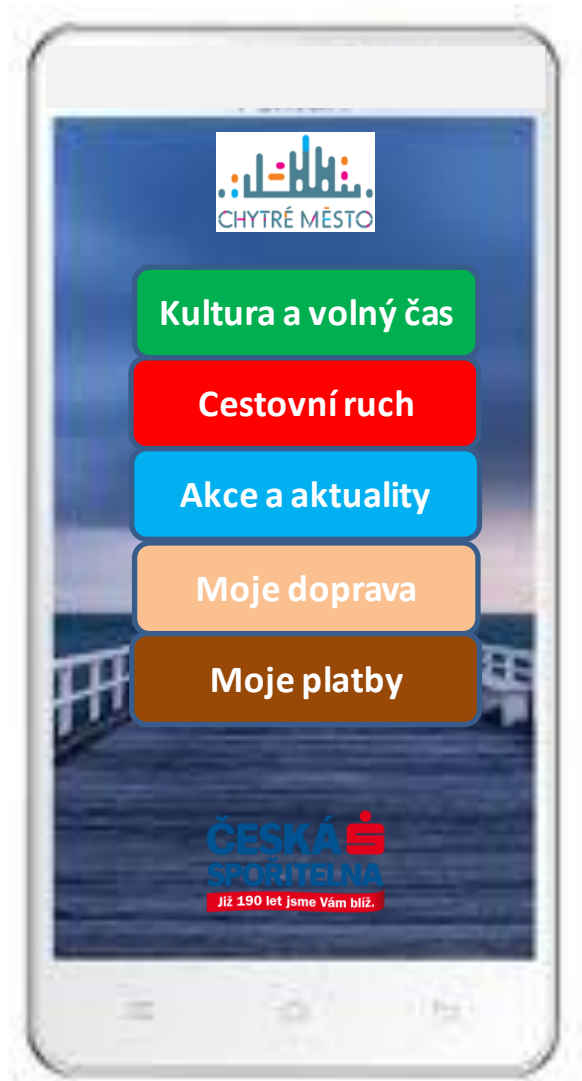 CHYTRÉ MĚSTO
Kultura a volný čas
Cestovní ruch
Akce a aktuality
Moje doprava
Moje platby
ČESKÁ
SPOŘITELNA
Již 190 let jsme Vám blíž.